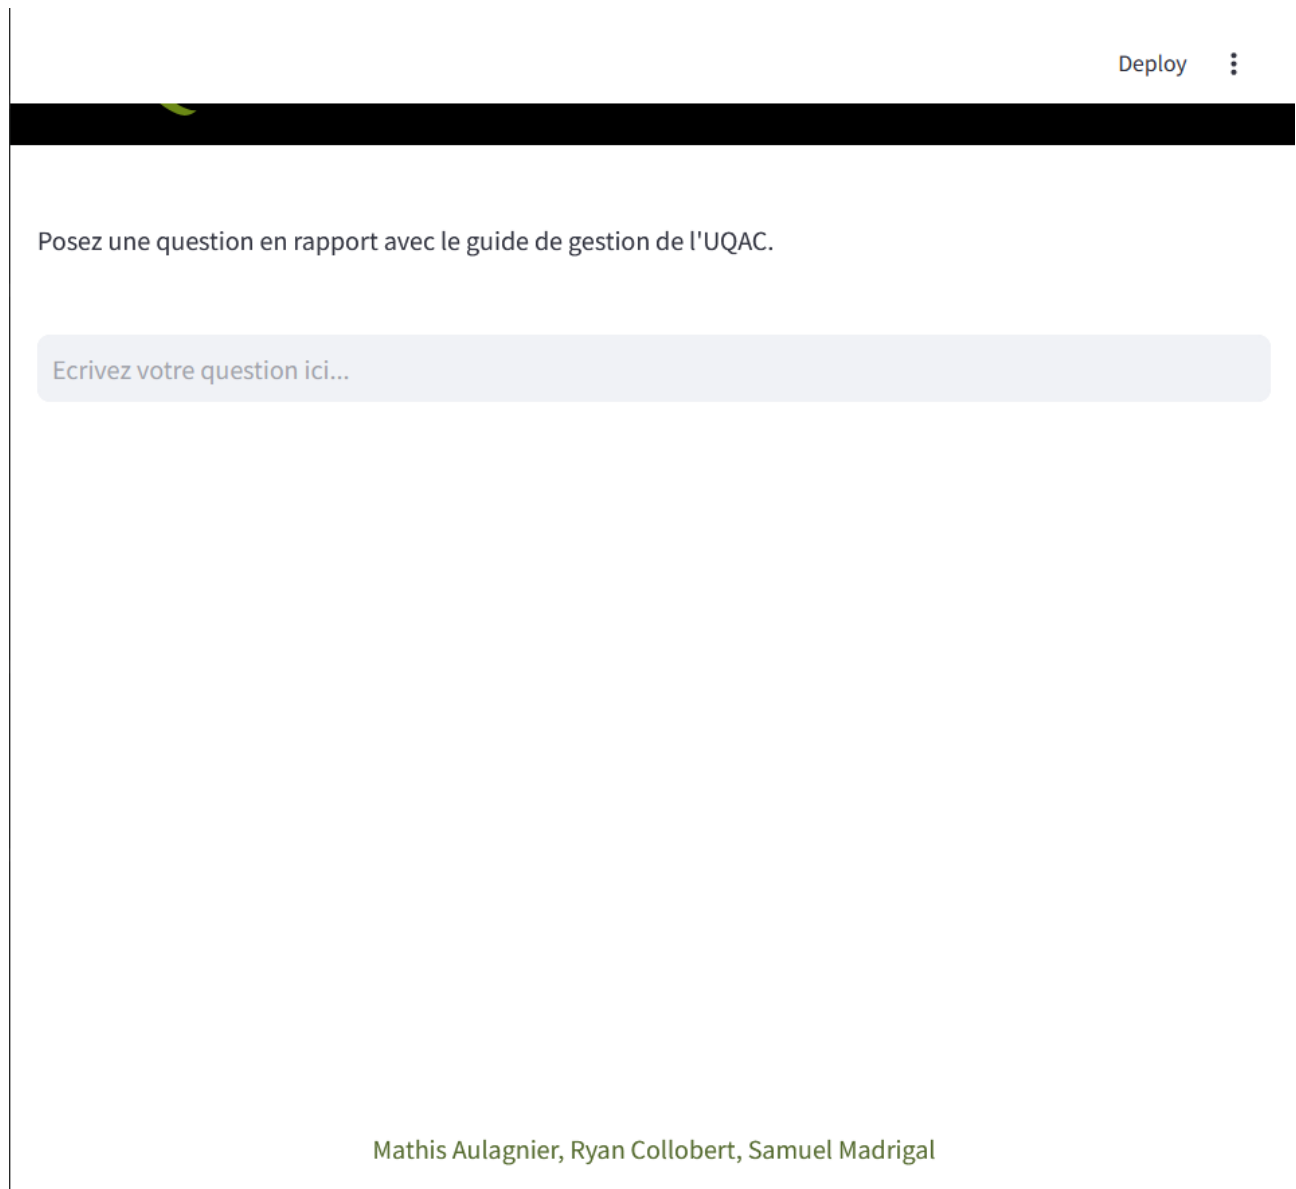 Deploy
Posez une question en rapport avec le guide de gestion de l'UQAC.
Ecrivez votre question ici...
Mathis Aulagnier, Ryan Collobert, Samuel Madrigal